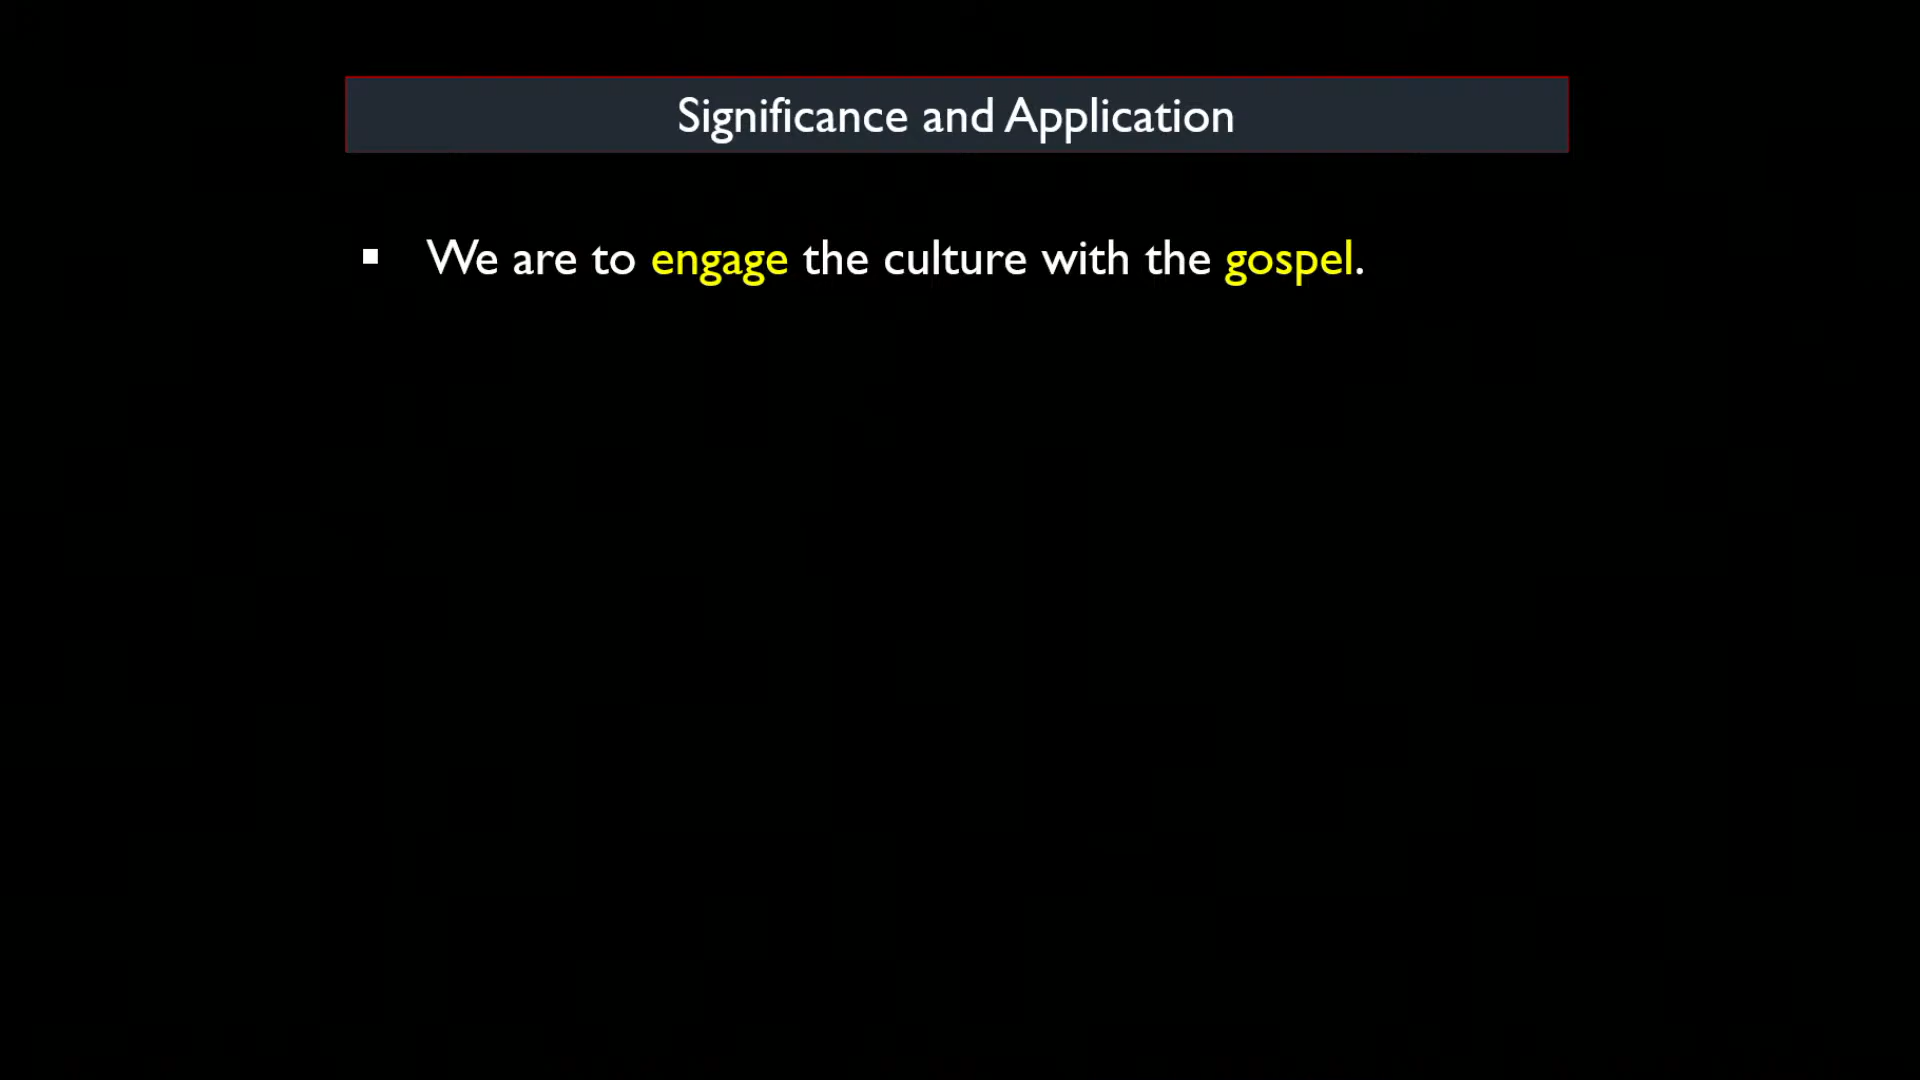 Significance and Application
▪ We are to engage the culture with the gospel.